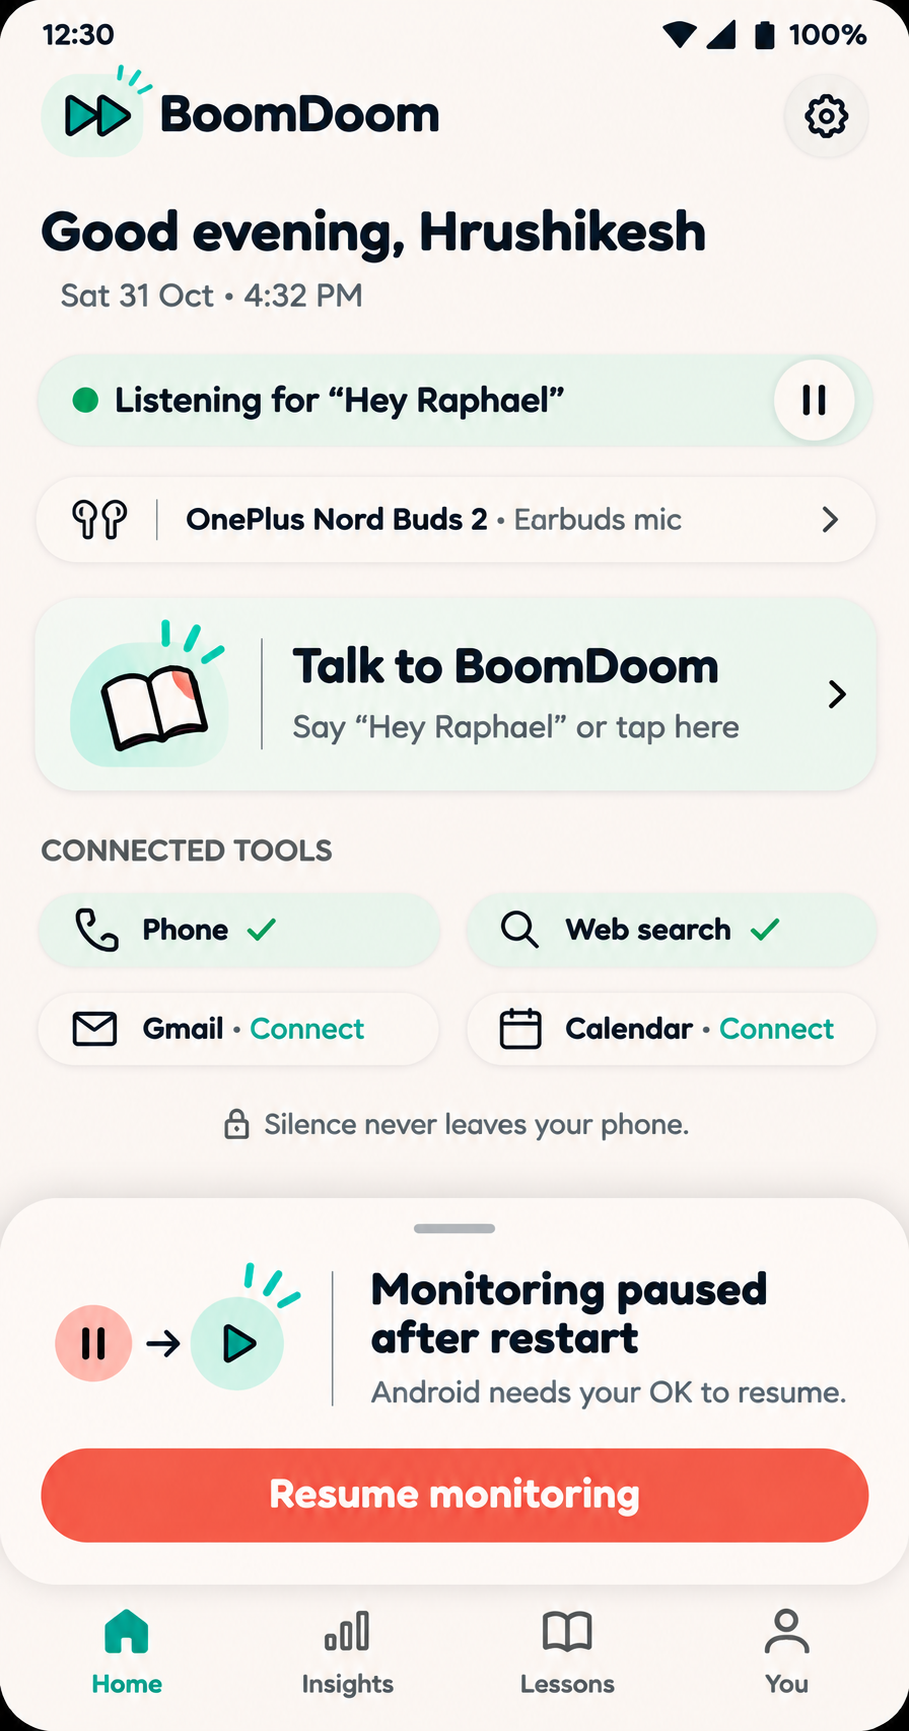 12:30 100%
BoomDoom
Good evening, Hrushikesh
Sat 31 Oct • 4:32 PM
Listening for “Hey Raphael”
OnePlus Nord Buds 2 • Earbuds mic
Talk to BoomDoom
Say “Hey Raphael” or tap here
CONNECTED TOOLS
Phone
Web search
Gmail • Connect
Calendar • Connect
Silence never leaves your phone.
Monitoring paused
after restart
Android needs your OK to resume.
Resume monitoring
Home
Insights
Lessons
You